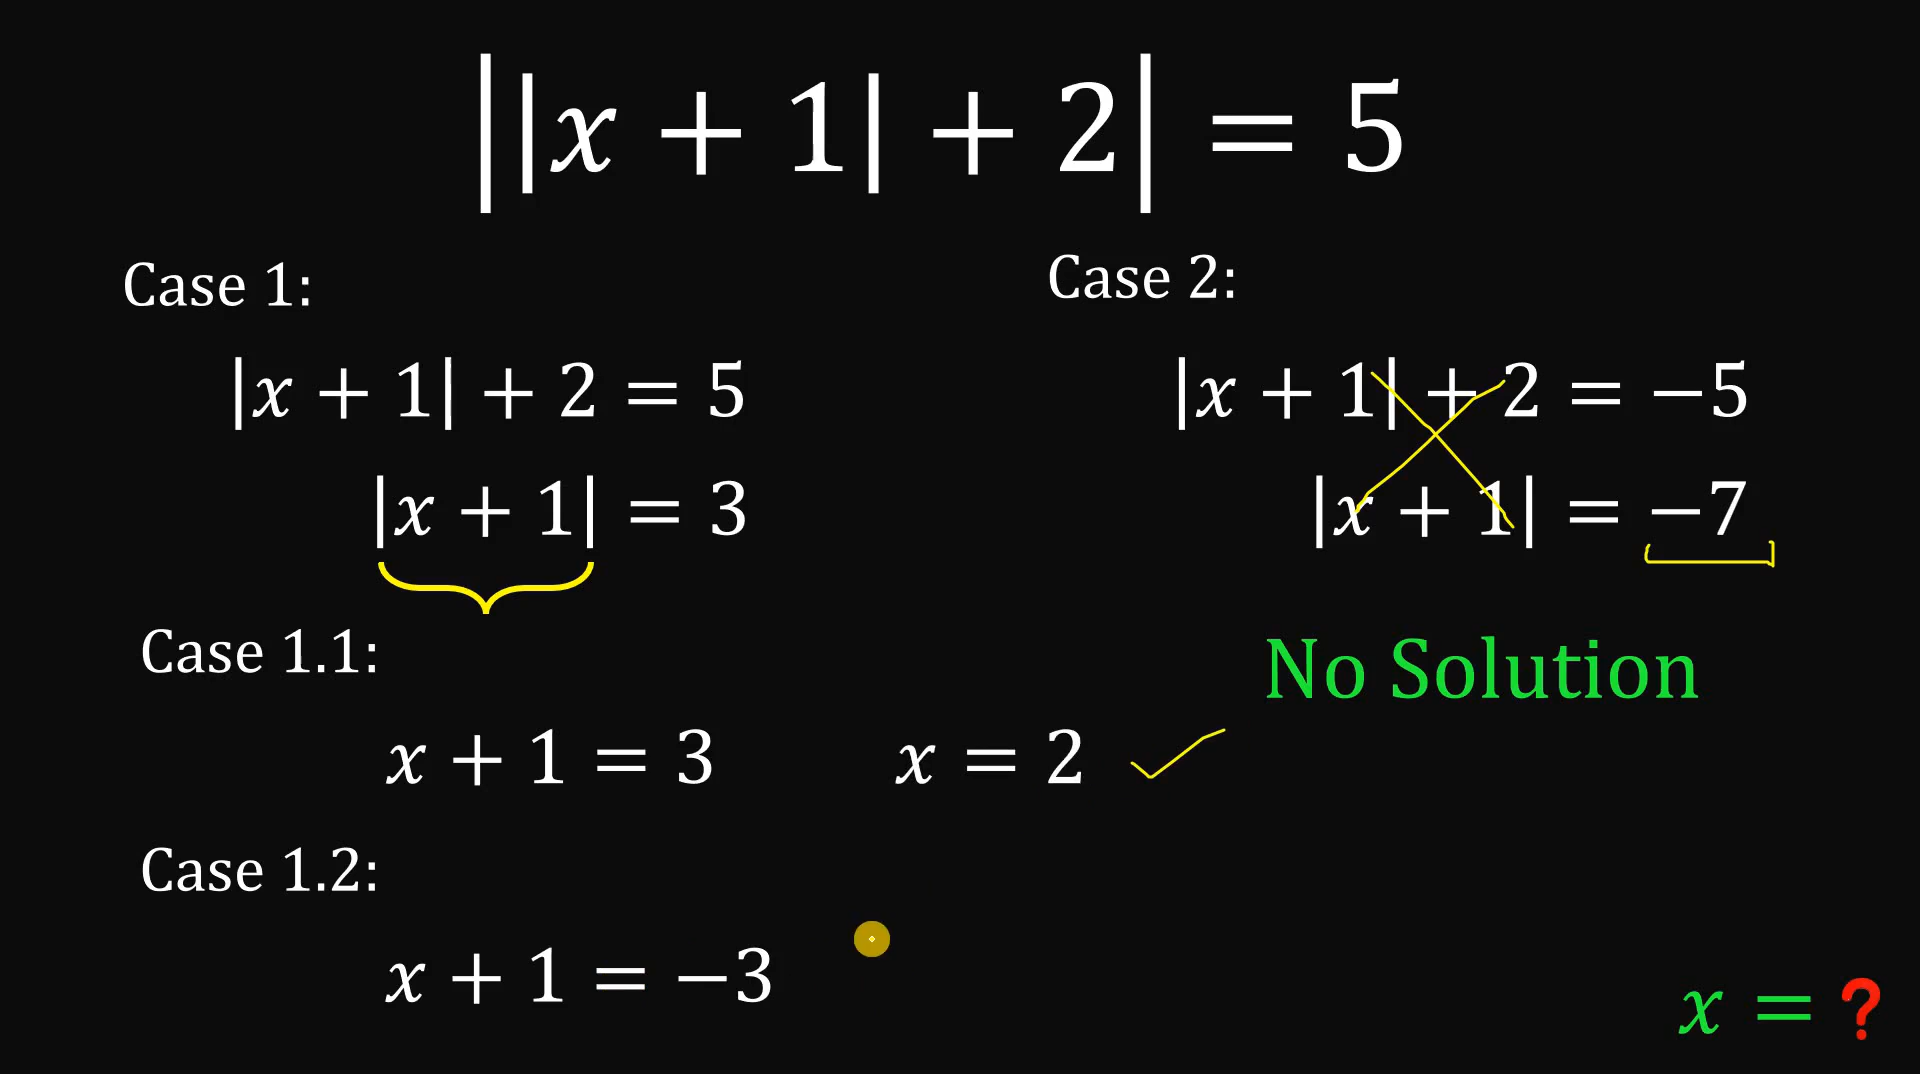 ||x + 1| + 2| = 5
Case 1:
|x + 1| + 2 = 5
|x + 1| = 3
Case 1.1:
x + 1 = 3 x = 2
Case 1.2:
x + 1 = −3
Case 2:
|x + 1| + 2 = −5
|x + 1| = −7
No Solution
x = ?